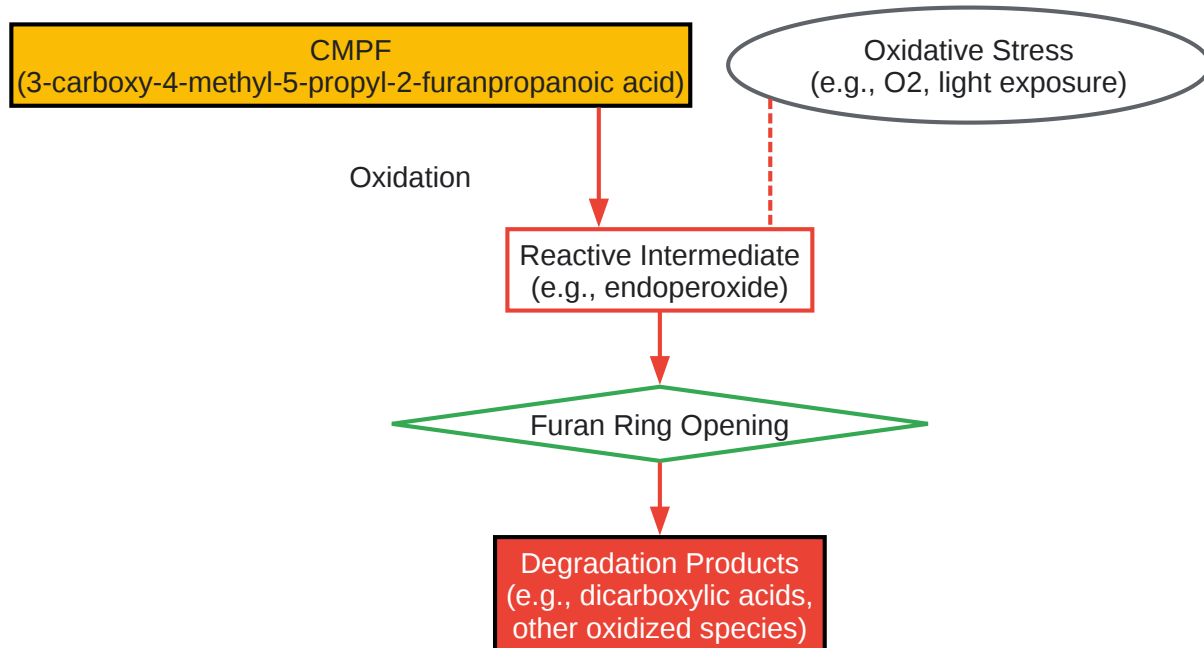 CMPF
(3-carboxy-4-methyl-5-propyl-2-furanpropanoic acid)
Oxidative Stress
(e.g., O2, light exposure)
Oxidation
Reactive Intermediate
(e.g., endoperoxide)
Furan Ring Opening
Degradation Products
(e.g., dicarboxylic acids,
other oxidized species)